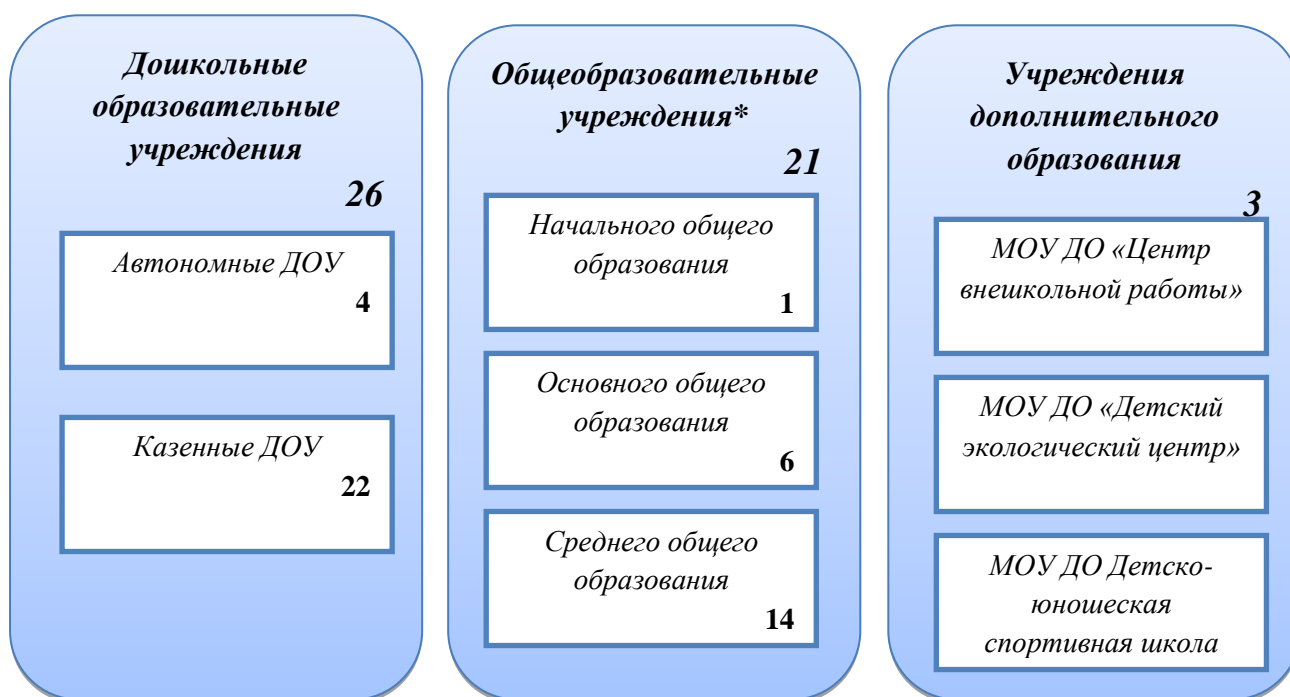 Дошкольные
образовательные
учреждения
26
Автономные ДОУ
4
Казенные ДОУ
22
Общеобразовательные
учреждения*
21
Начального общего
образования
1
Основного общего
образования
6
Среднего общего
образования
14
Учреждения
дополнительного
образования
3
МОУ ДО «Центр
внешкольной работы»
МОУ ДО «Детский
экологический центр»
МОУ ДО Детско-
юношеская
спортивная школа